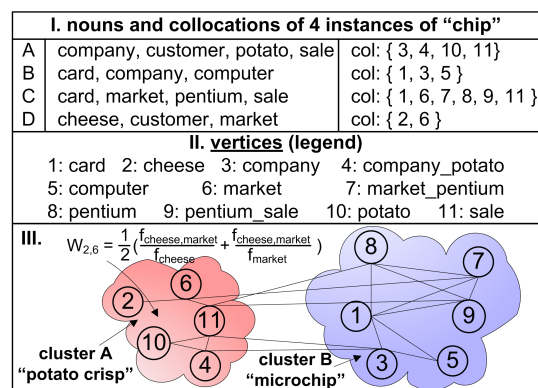 I. nouns and collocations of 4 instances of “chip”
A company, customer, potato, sale col: { 3, 4, 10, 11}
B card, company, computer col: { 1, 3, 5 }
C card, market, pentium, sale col: { 1, 6, 7, 8, 9, 11 }
D cheese, customer, market col: { 2, 6 }
II. vertices (legend)
1: card 2: cheese 3: company 4: company_potato
5: computer 6: market 7: market_pentium
8: pentium 9: pentium_sale 10: potato 11: sale
III.
W2,6 = 1/2(fcheese,market/fcheese + fcheese,market/fmarket)
8
7
6
2
11
1
9
10
4
3
5
cluster A
“potato crisp”
cluster B
“microchip”